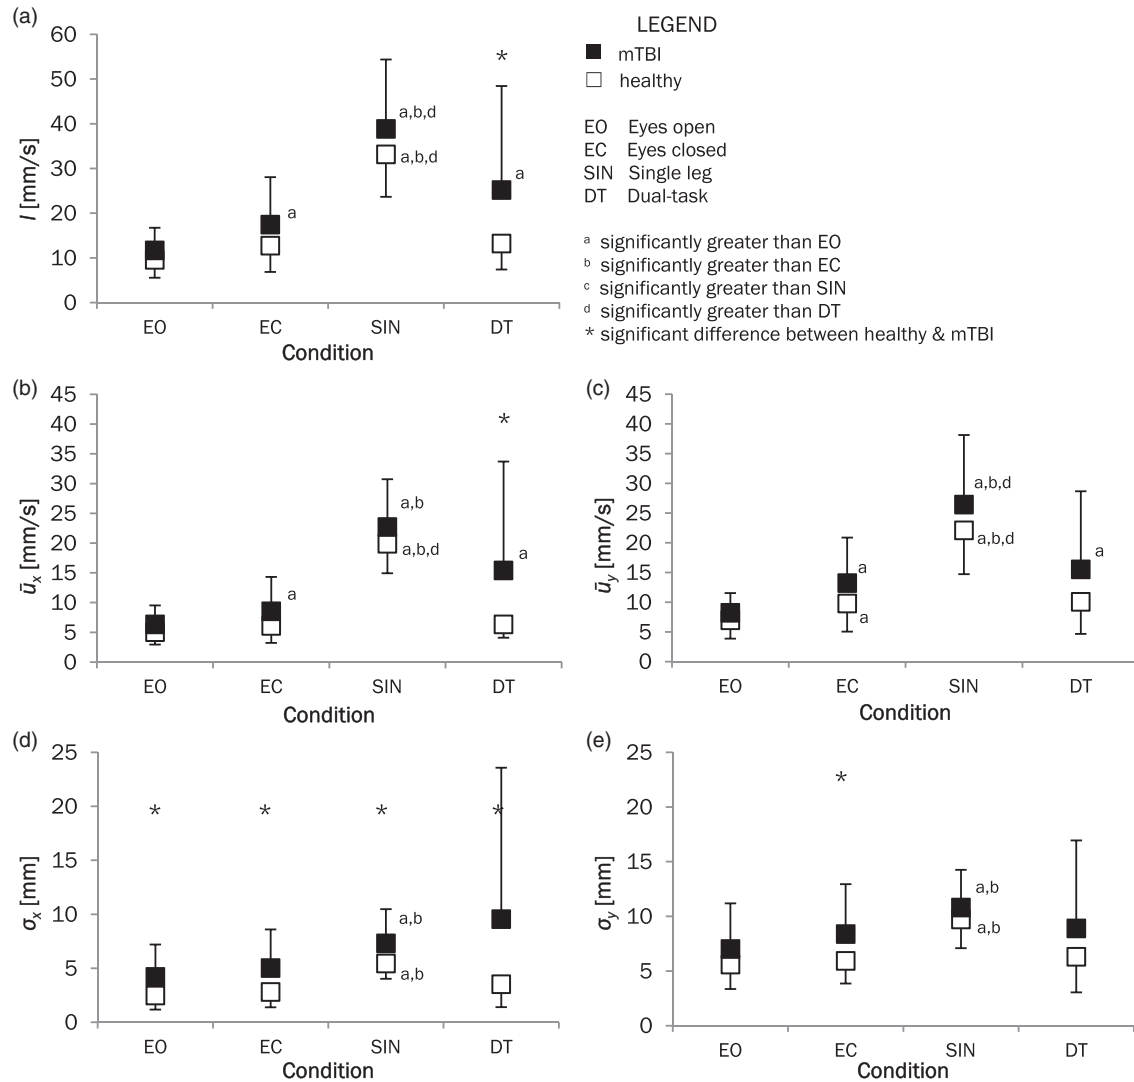 (a)
60
50
40
30
20
10
0
l [mm/s]
*
a,b,d
a,b,d
a
a
EO EC SIN DT
Condition
LEGEND
mTBI
healthy
EO Eyes open
EC Eyes closed
SIN Single leg
DT Dual-task
a significantly greater than EO
b significantly greater than EC
c significantly greater than SIN
d significantly greater than DT
* significant difference between healthy & mTBI
(b)
45
40
35
30
25
20
15
10
5
0
ūx [mm/s]
*
a,b
a,b,d
a
a
EO EC SIN DT
Condition
(c)
45
40
35
30
25
20
15
10
5
0
ūy [mm/s]
a,b,d
a,b,d
a
a
a
EO EC SIN DT
Condition
(d)
25
20
15
10
5
0
σx [mm]
* * * *
a,b
a,b
EO EC SIN DT
Condition
(e)
25
20
15
10
5
0
σy [mm]
*
a,b
a,b
EO EC SIN DT
Condition